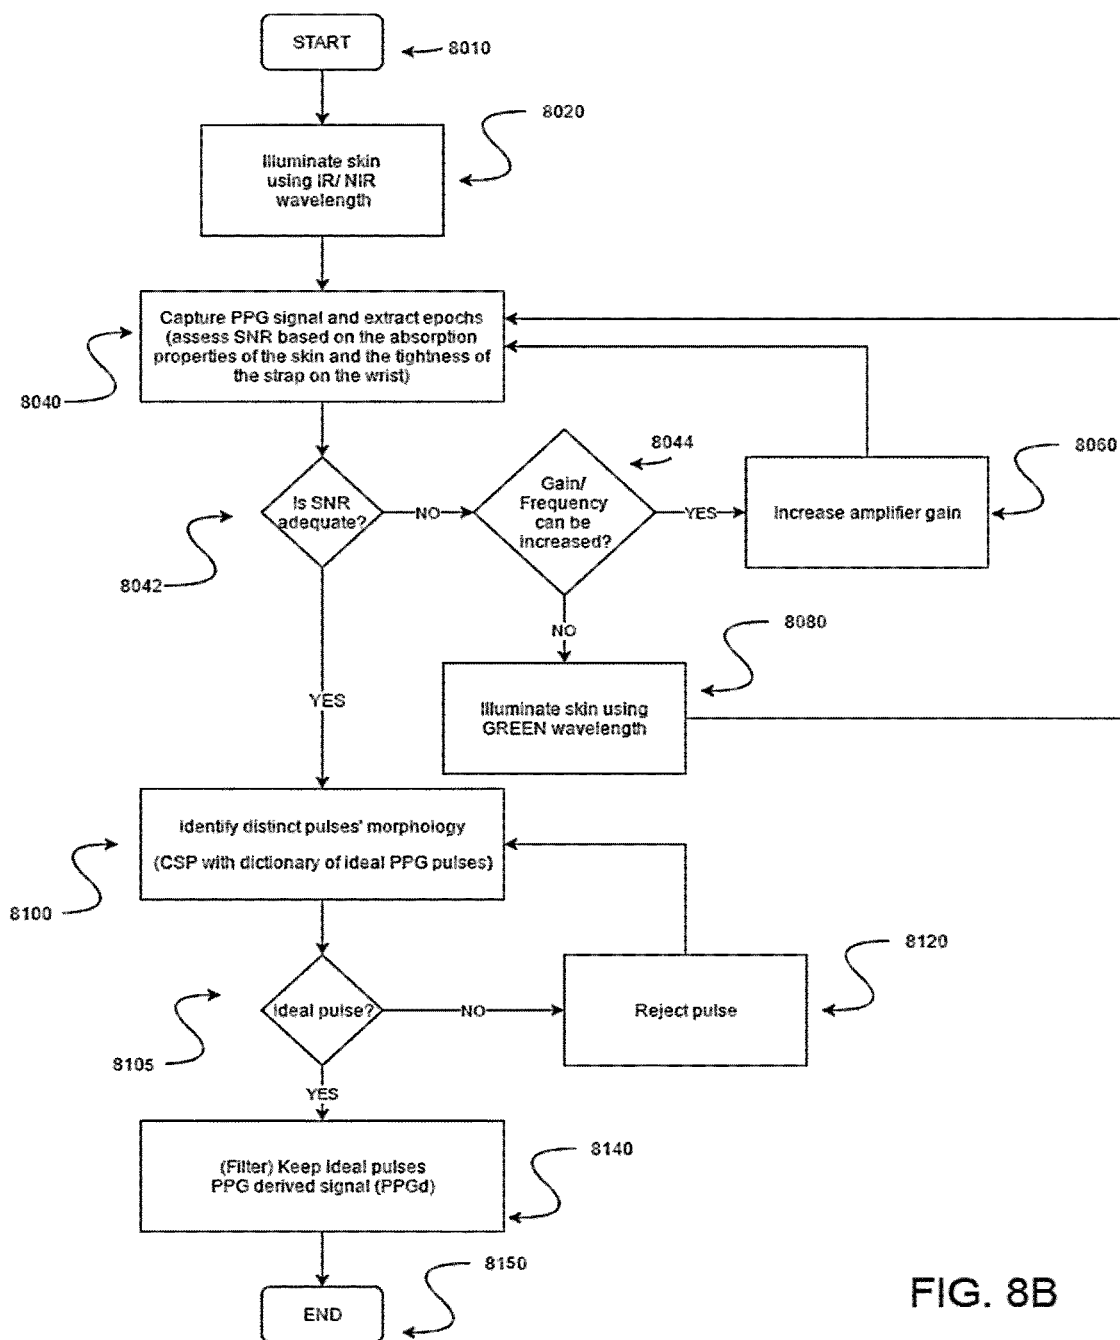 START
8010
8020
Illuminate skin
using IR/ NIR
wavelength
Capture PPG signal and extract epochs
(assess SNR based on the absorption
properties of the skin and the tightness of
the strap on the wrist)
8040
8044
8060
Is SNR
adequate?
NO
Gain/
Frequency
can be
increased?
YES
Increase amplifier gain
8042
NO
8080
YES
Illuminate skin using
GREEN wavelength
Identify distinct pulses' morphology
(CSP with dictionary of ideal PPG pulses)
8100
8120
Ideal pulse?
NO
Reject pulse
8105
YES
(Filter) Keep ideal pulses
PPG derived signal (PPGd)
8140
8150
END
FIG. 8B